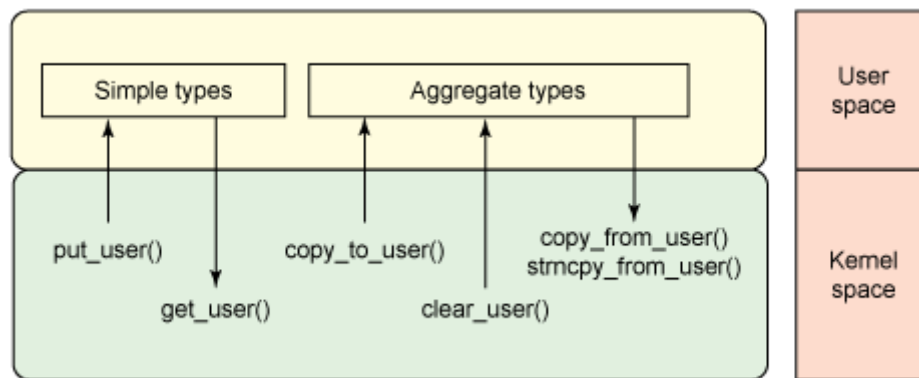 Simple types
Aggregate types
User
space
put_user()
copy_to_user()
copy_from_user()
strncpy_from_user()
get_user()
clear_user()
Kernel
space